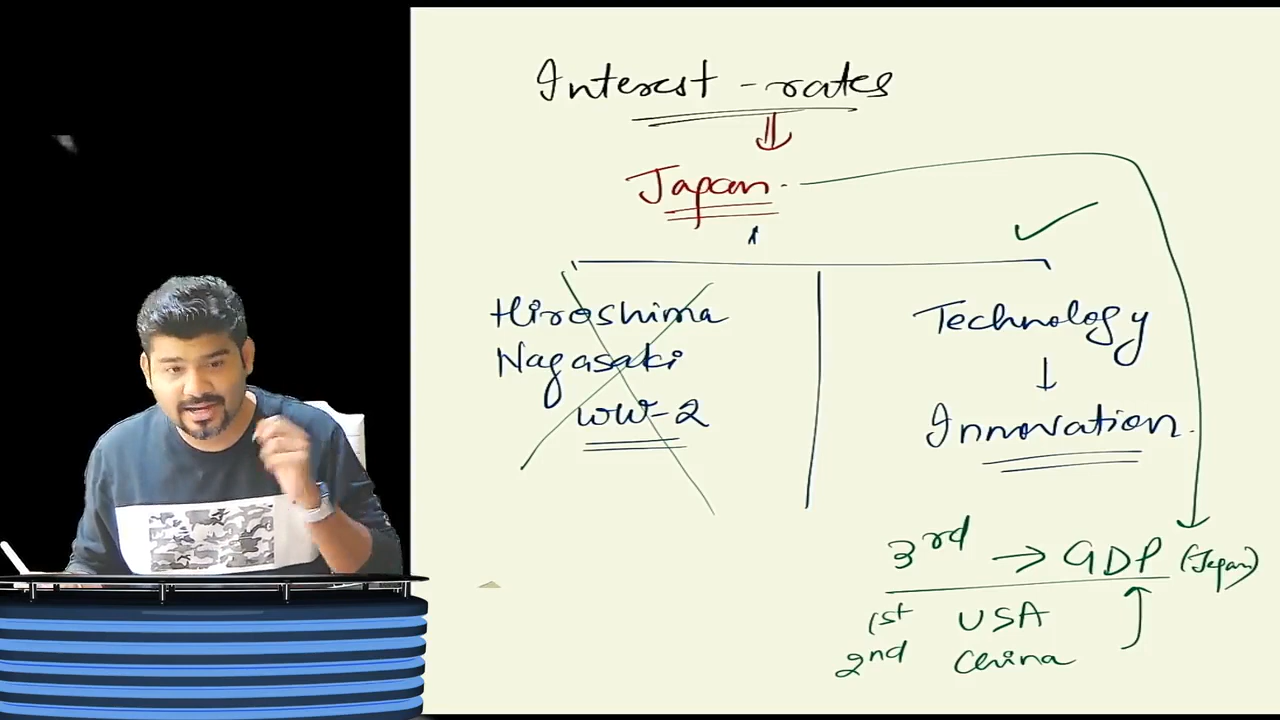 Interest - rates
Japan
Hiroshima
Nagasaki
WW-2
Technology
Innovation
3rd → GDP (Japan)
1st USA
2nd China